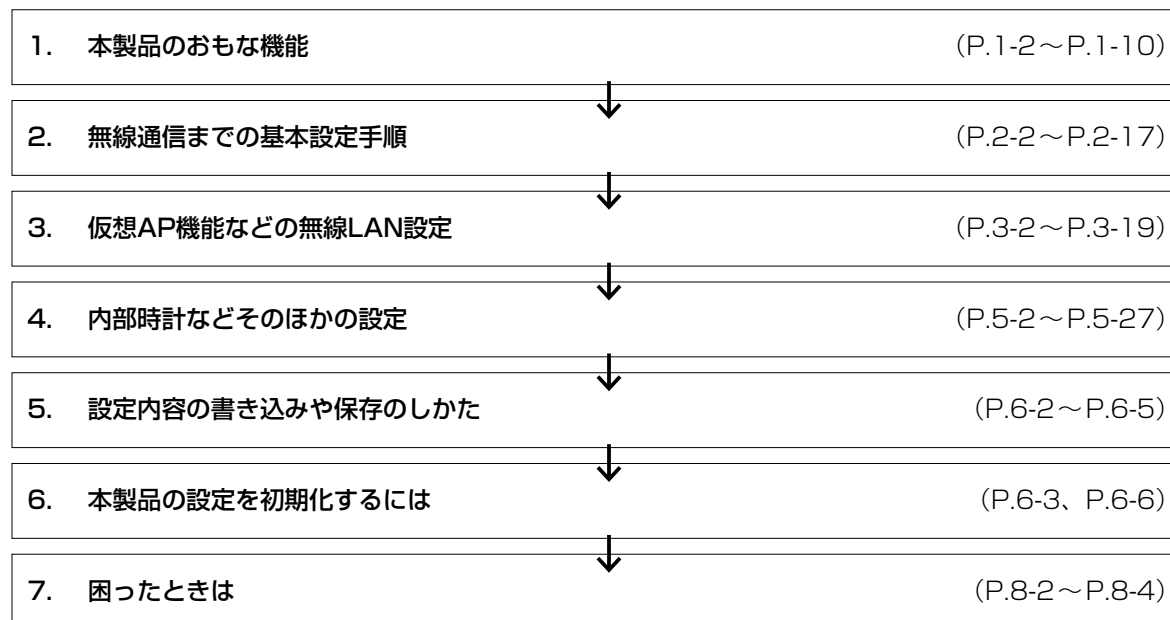 1. 本製品のおもな機能 （P.1-2～P.1-10）
2. 無線通信までの基本設定手順 （P.2-2～P.2-17）
3. 仮想AP機能などの無線LAN設定 （P.3-2～P.3-19）
4. 内部時計などそのほかの設定 （P.5-2～P.5-27）
5. 設定内容の書き込みや保存のしかた （P.6-2～P.6-5）
6. 本製品の設定を初期化するには （P.6-3、P.6-6）
7. 困ったときは （P.8-2～P.8-4）